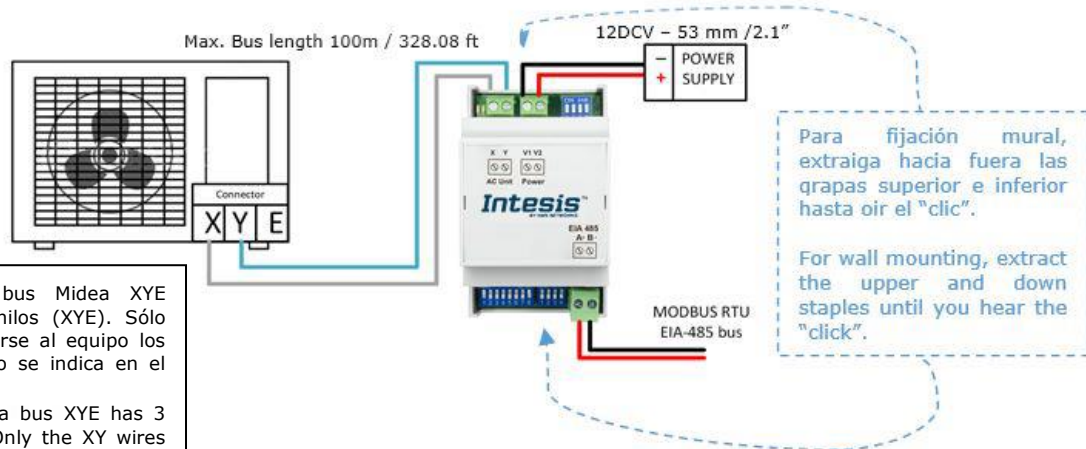 Max. Bus length 100m / 328.08 ft
12DCV – 53 mm /2.1”
– POWER
+ SUPPLY
Connector
X Y E
X Y V1 V2
AC Unit Power
Intesis™
BY HMS NETWORKS
EIA 485
A- B-
MODBUS RTU
EIA-485 bus
Para fijación mural,
extraiga hacia fuera las
grapas superior e inferior
hasta oir el “clic”.
For wall mounting, extract
the upper and down
staples until you hear the
“click”.
bus Midea XYE
hilos (XYE). Sólo
rse al equipo los
o se indica en el
a bus XYE has 3
Only the XY wires